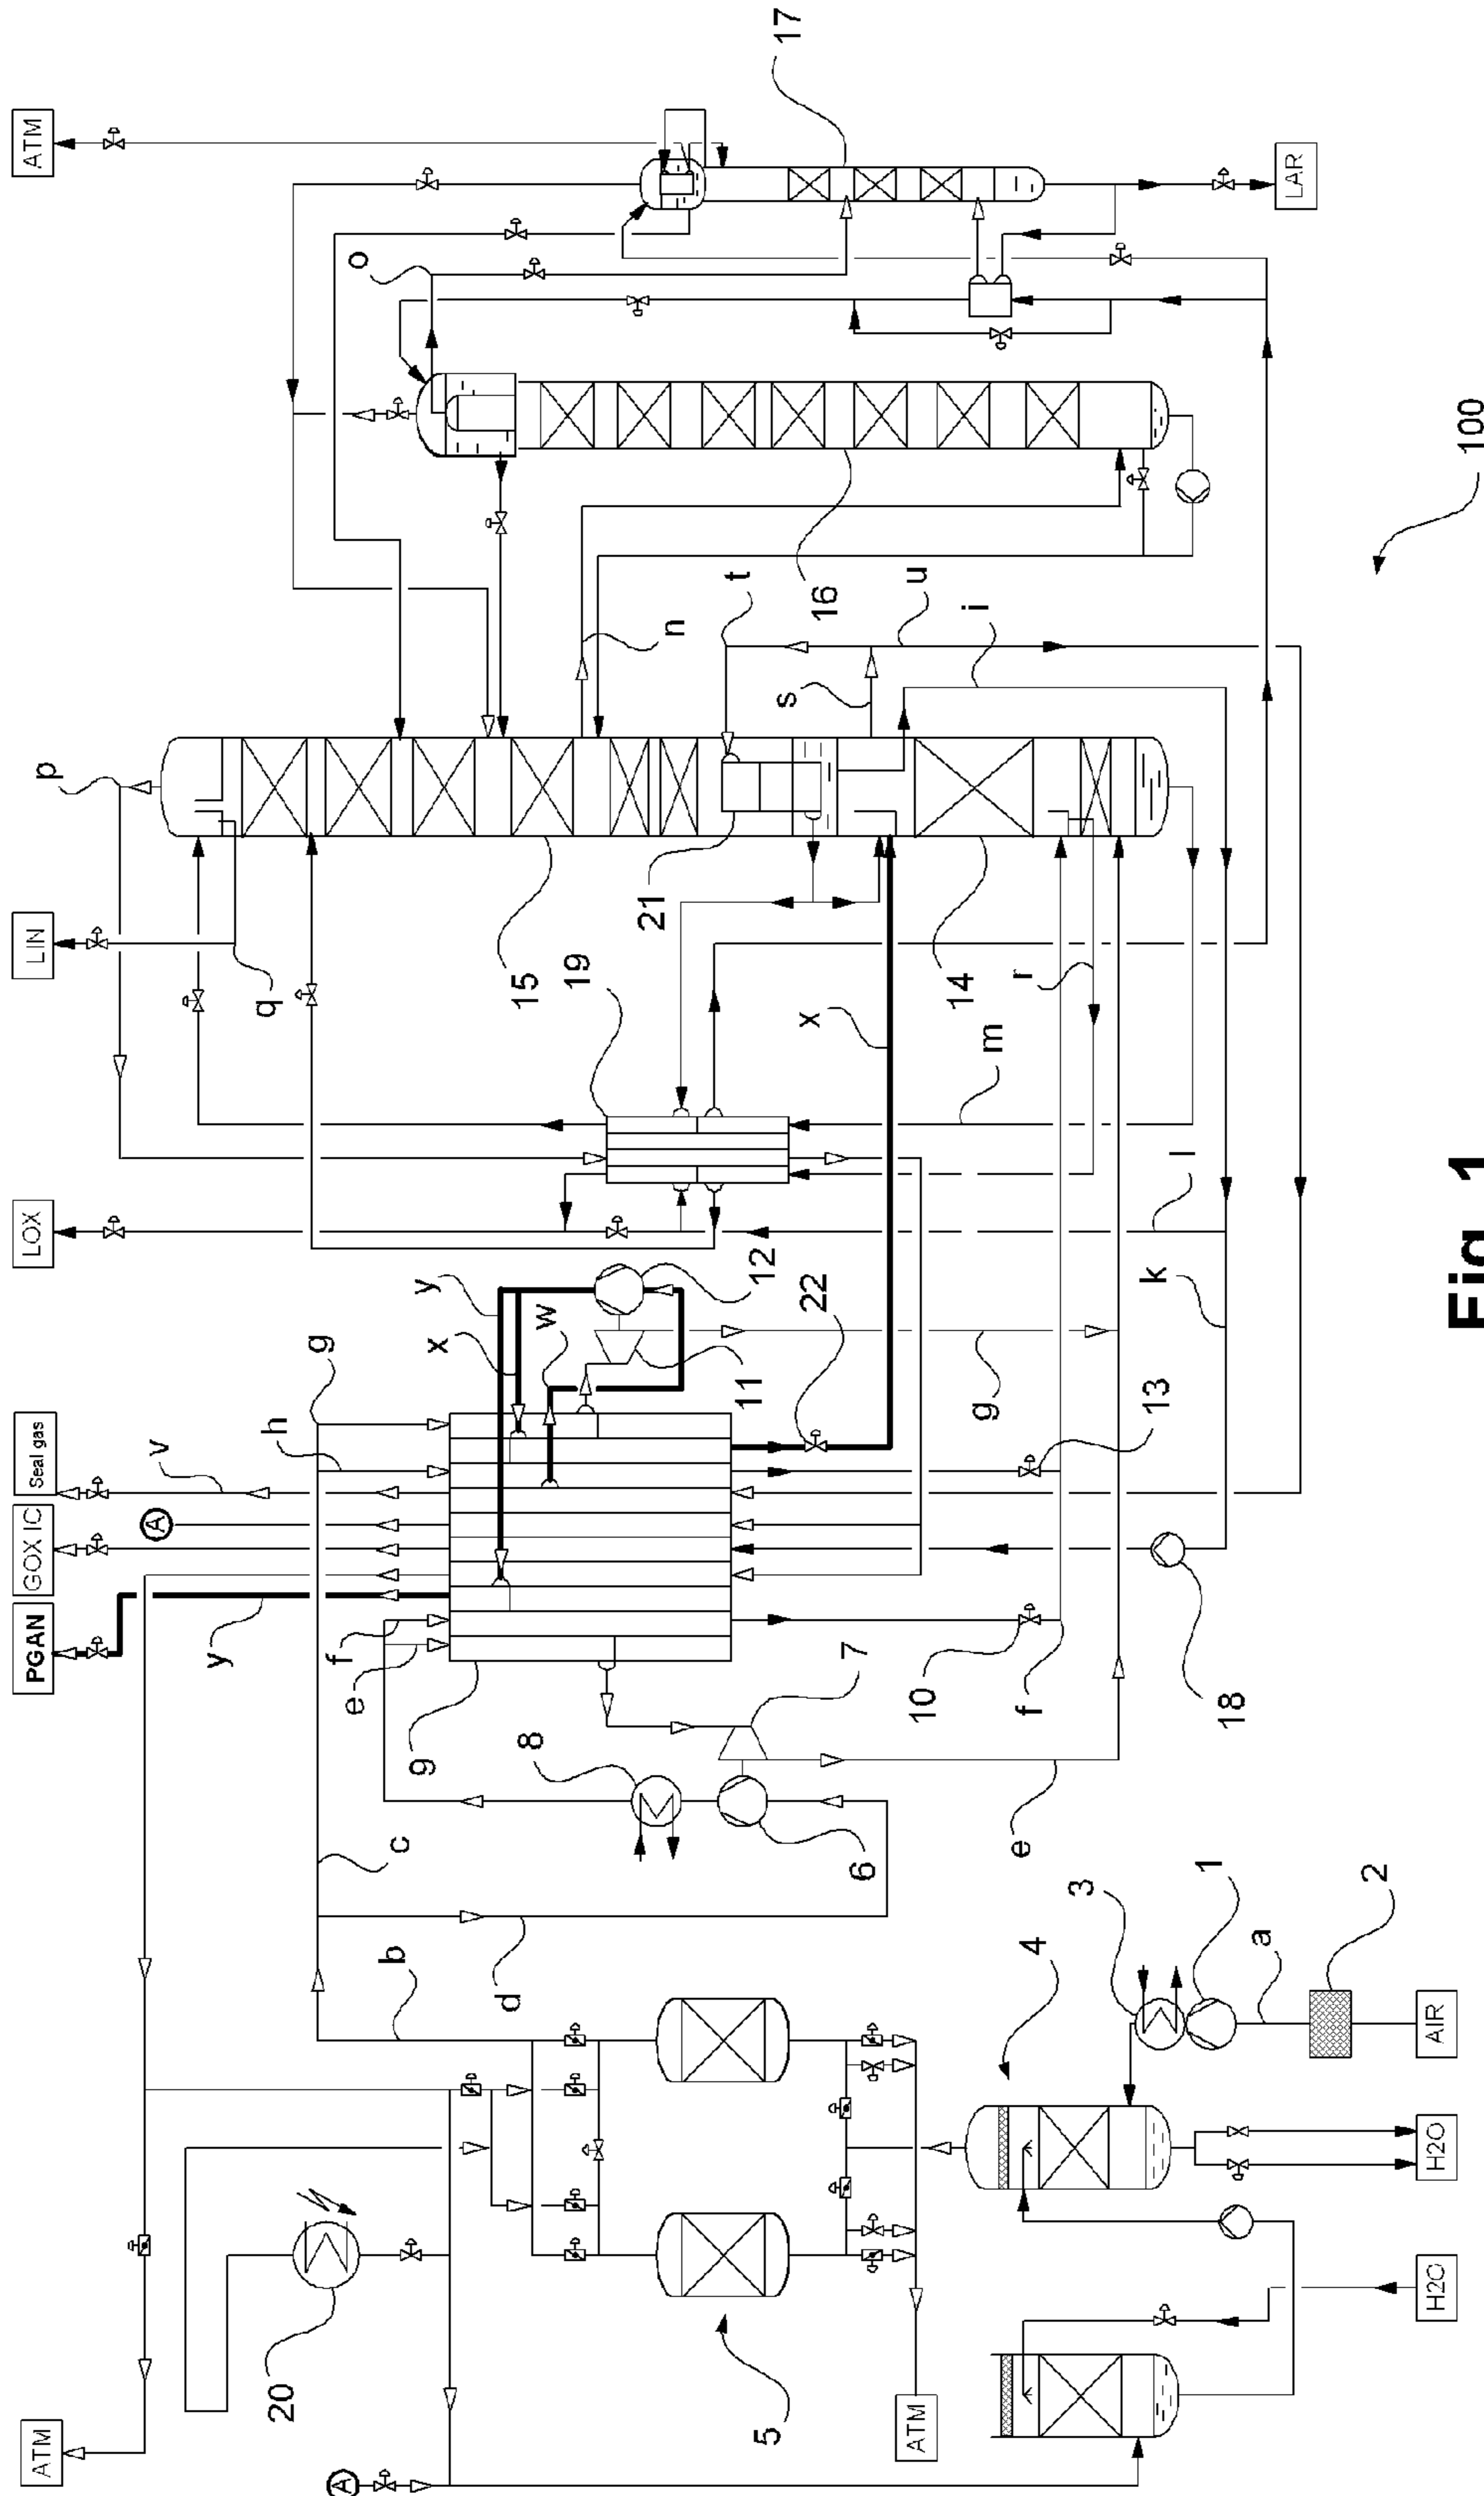 ATM
PGAN
GOX IC
Seal gas
LOX
LIN
ATM
p
v
A
y
q
h
20
g
A
f
e
o
b
c
9
y
x
d
15
8
w
19
21
n
t
11
12
5
s
17
x
22
16
7
6
u
ATM
10
14
i
g
m
e
f
4
r
3
k
13
l
1
18
a
LAR
2
H2O
H2O
AIR
100
Fig. 1